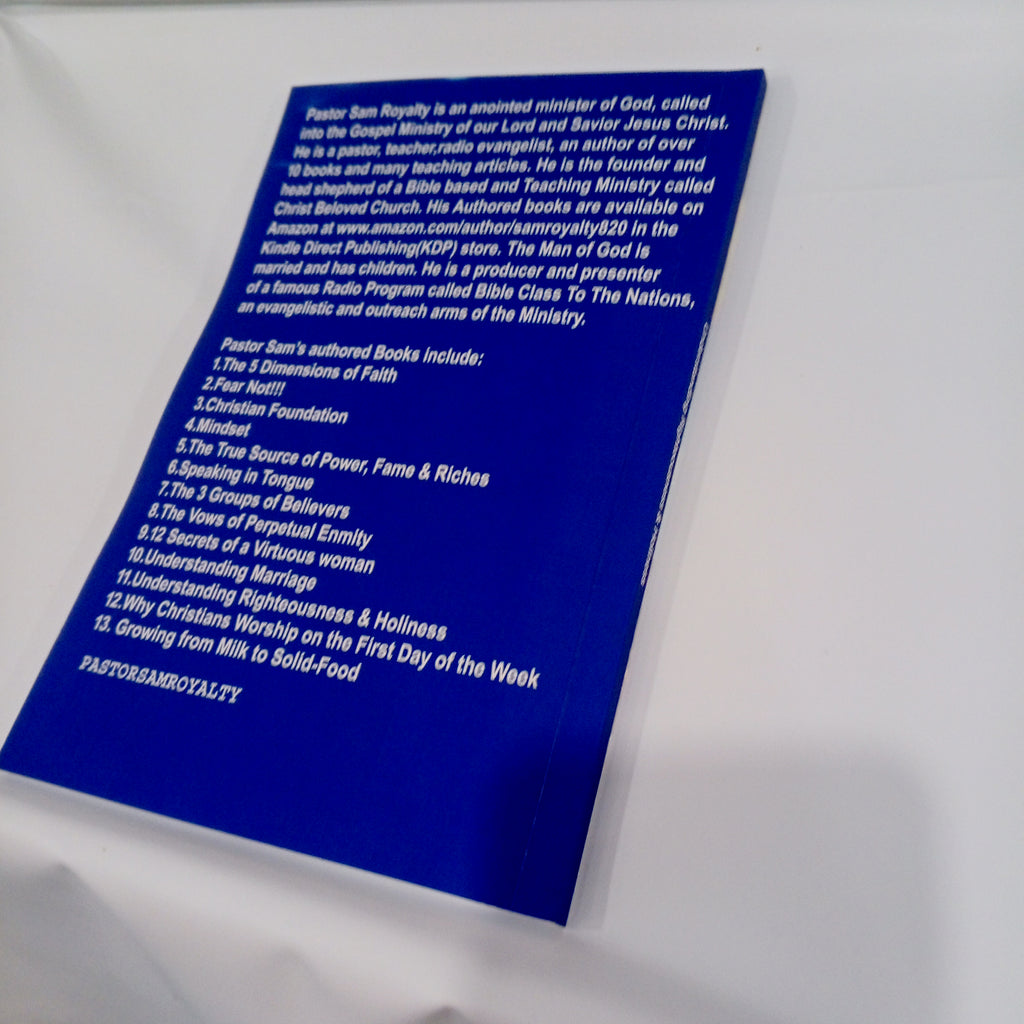 Pastor Sam Royalty is an anointed minister of God, called
into the Gospel Ministry of our Lord and Savior Jesus Christ.
He is a pastor, teacher,radio evangelist, an author of over
10 books and many teaching articles. He is the founder and
head shepherd of a Bible based and Teaching Ministry called
Christ Beloved Church. His Authored books are available on
Amazon at www.amazon.com/author/samroyalty820 in the
Kindle Direct Publishing(KDP) store. The Man of God is
married and has children. He is a producer and presenter
of a famous Radio Program called Bible Class To The Nations,
an evangelistic and outreach arms of the Ministry.
Pastor Sam's authored Books include:
1.The 5 Dimensions of Faith
2.Fear Not!!!
3.Christian Foundation
4.Mindset
5.The True Source of Power, Fame & Riches
6.Speaking in Tongue
7.The 3 Groups of Believers
8.The Vows of Perpetual Enmity
9.12 Secrets of a Virtuous woman
10.Understanding Marriage
11.Understanding Righteousness & Holiness
12.Why Christians Worship on the First Day of the Week
13. Growing from Milk to Solid-Food
PASTORSAMROYALTY